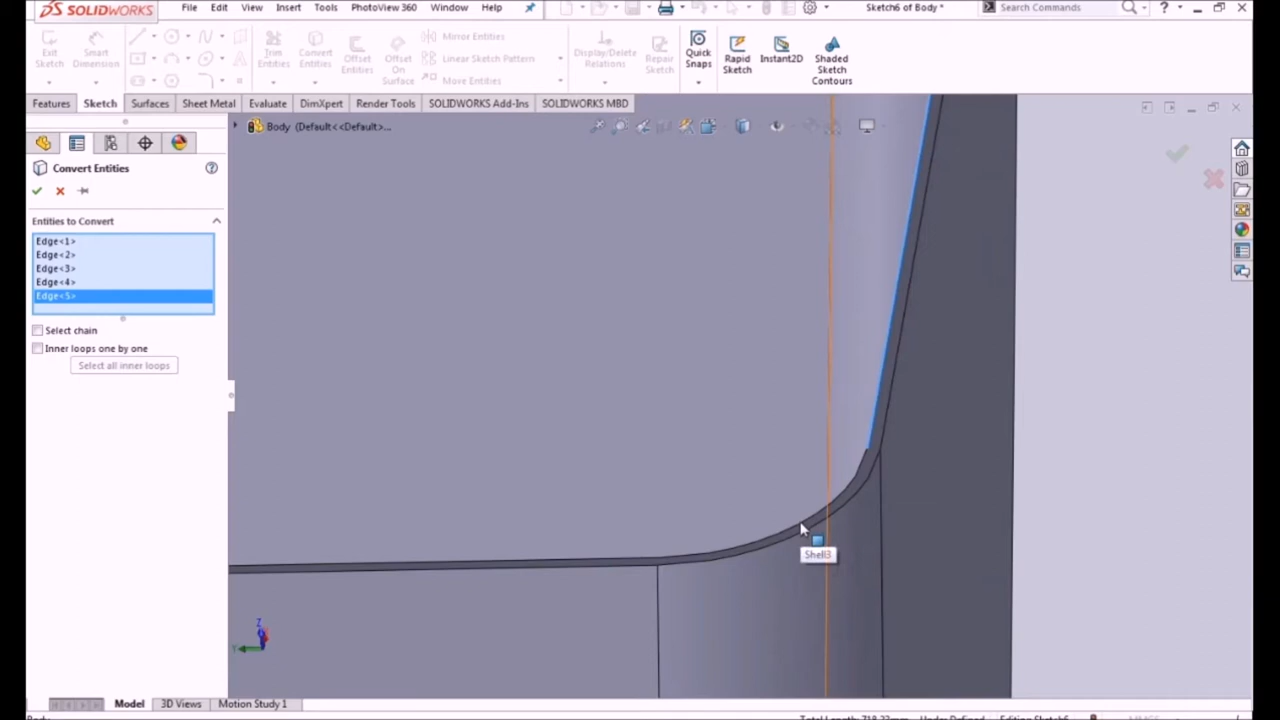 SOLIDWORKS
File Edit View Insert Tools PhotoView 360 Window Help
Sketch6 of Body *
Search Commands
Exit Sketch
Smart Dimension
Trim Entities
Convert Entities
Offset Entities
Offset On Surface
Mirror Entities
Linear Sketch Pattern
Move Entities
Display/Delete Relations
Repair Sketch
Quick Snaps
Rapid Sketch
Instant2D
Shaded Sketch Contours
Features Sketch Surfaces Sheet Metal Evaluate DimXpert Render Tools SOLIDWORKS Add-Ins SOLIDWORKS MBD
Body (Default<<Default>...
Convert Entities
Entities to Convert
Edge<1>
Edge<2>
Edge<3>
Edge<4>
Edge<5>
Select chain
Inner loops one by one
Select all inner loops
Shell3
Z
Y
Model 3D Views Motion Study 1